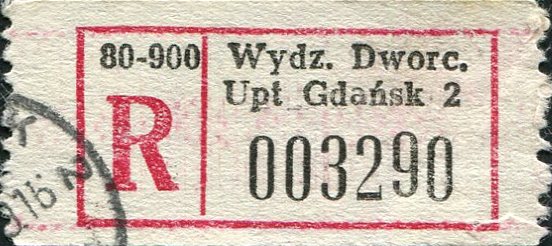 80-900 Wydz. Dworc.
Upt Gdańsk 2
R 003290